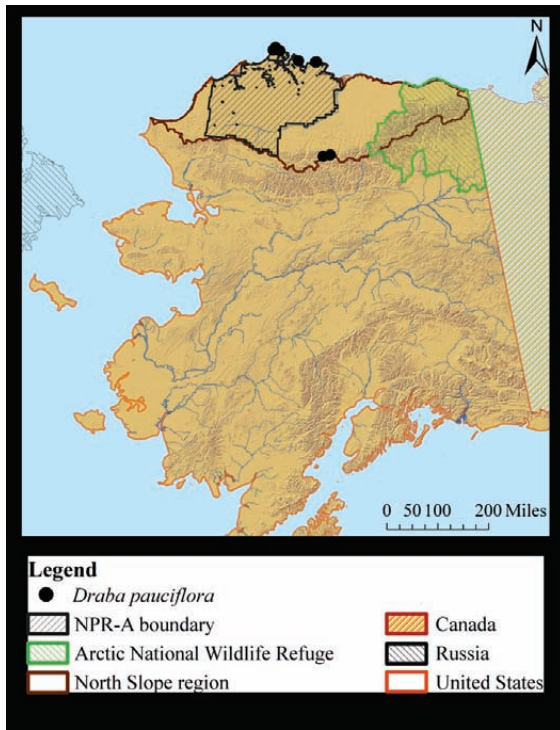 N
0 50 100 200 Miles
Legend
Draba pauciflora
NPR-A boundary
Canada
Arctic National Wildlife Refuge
Russia
North Slope region
United States